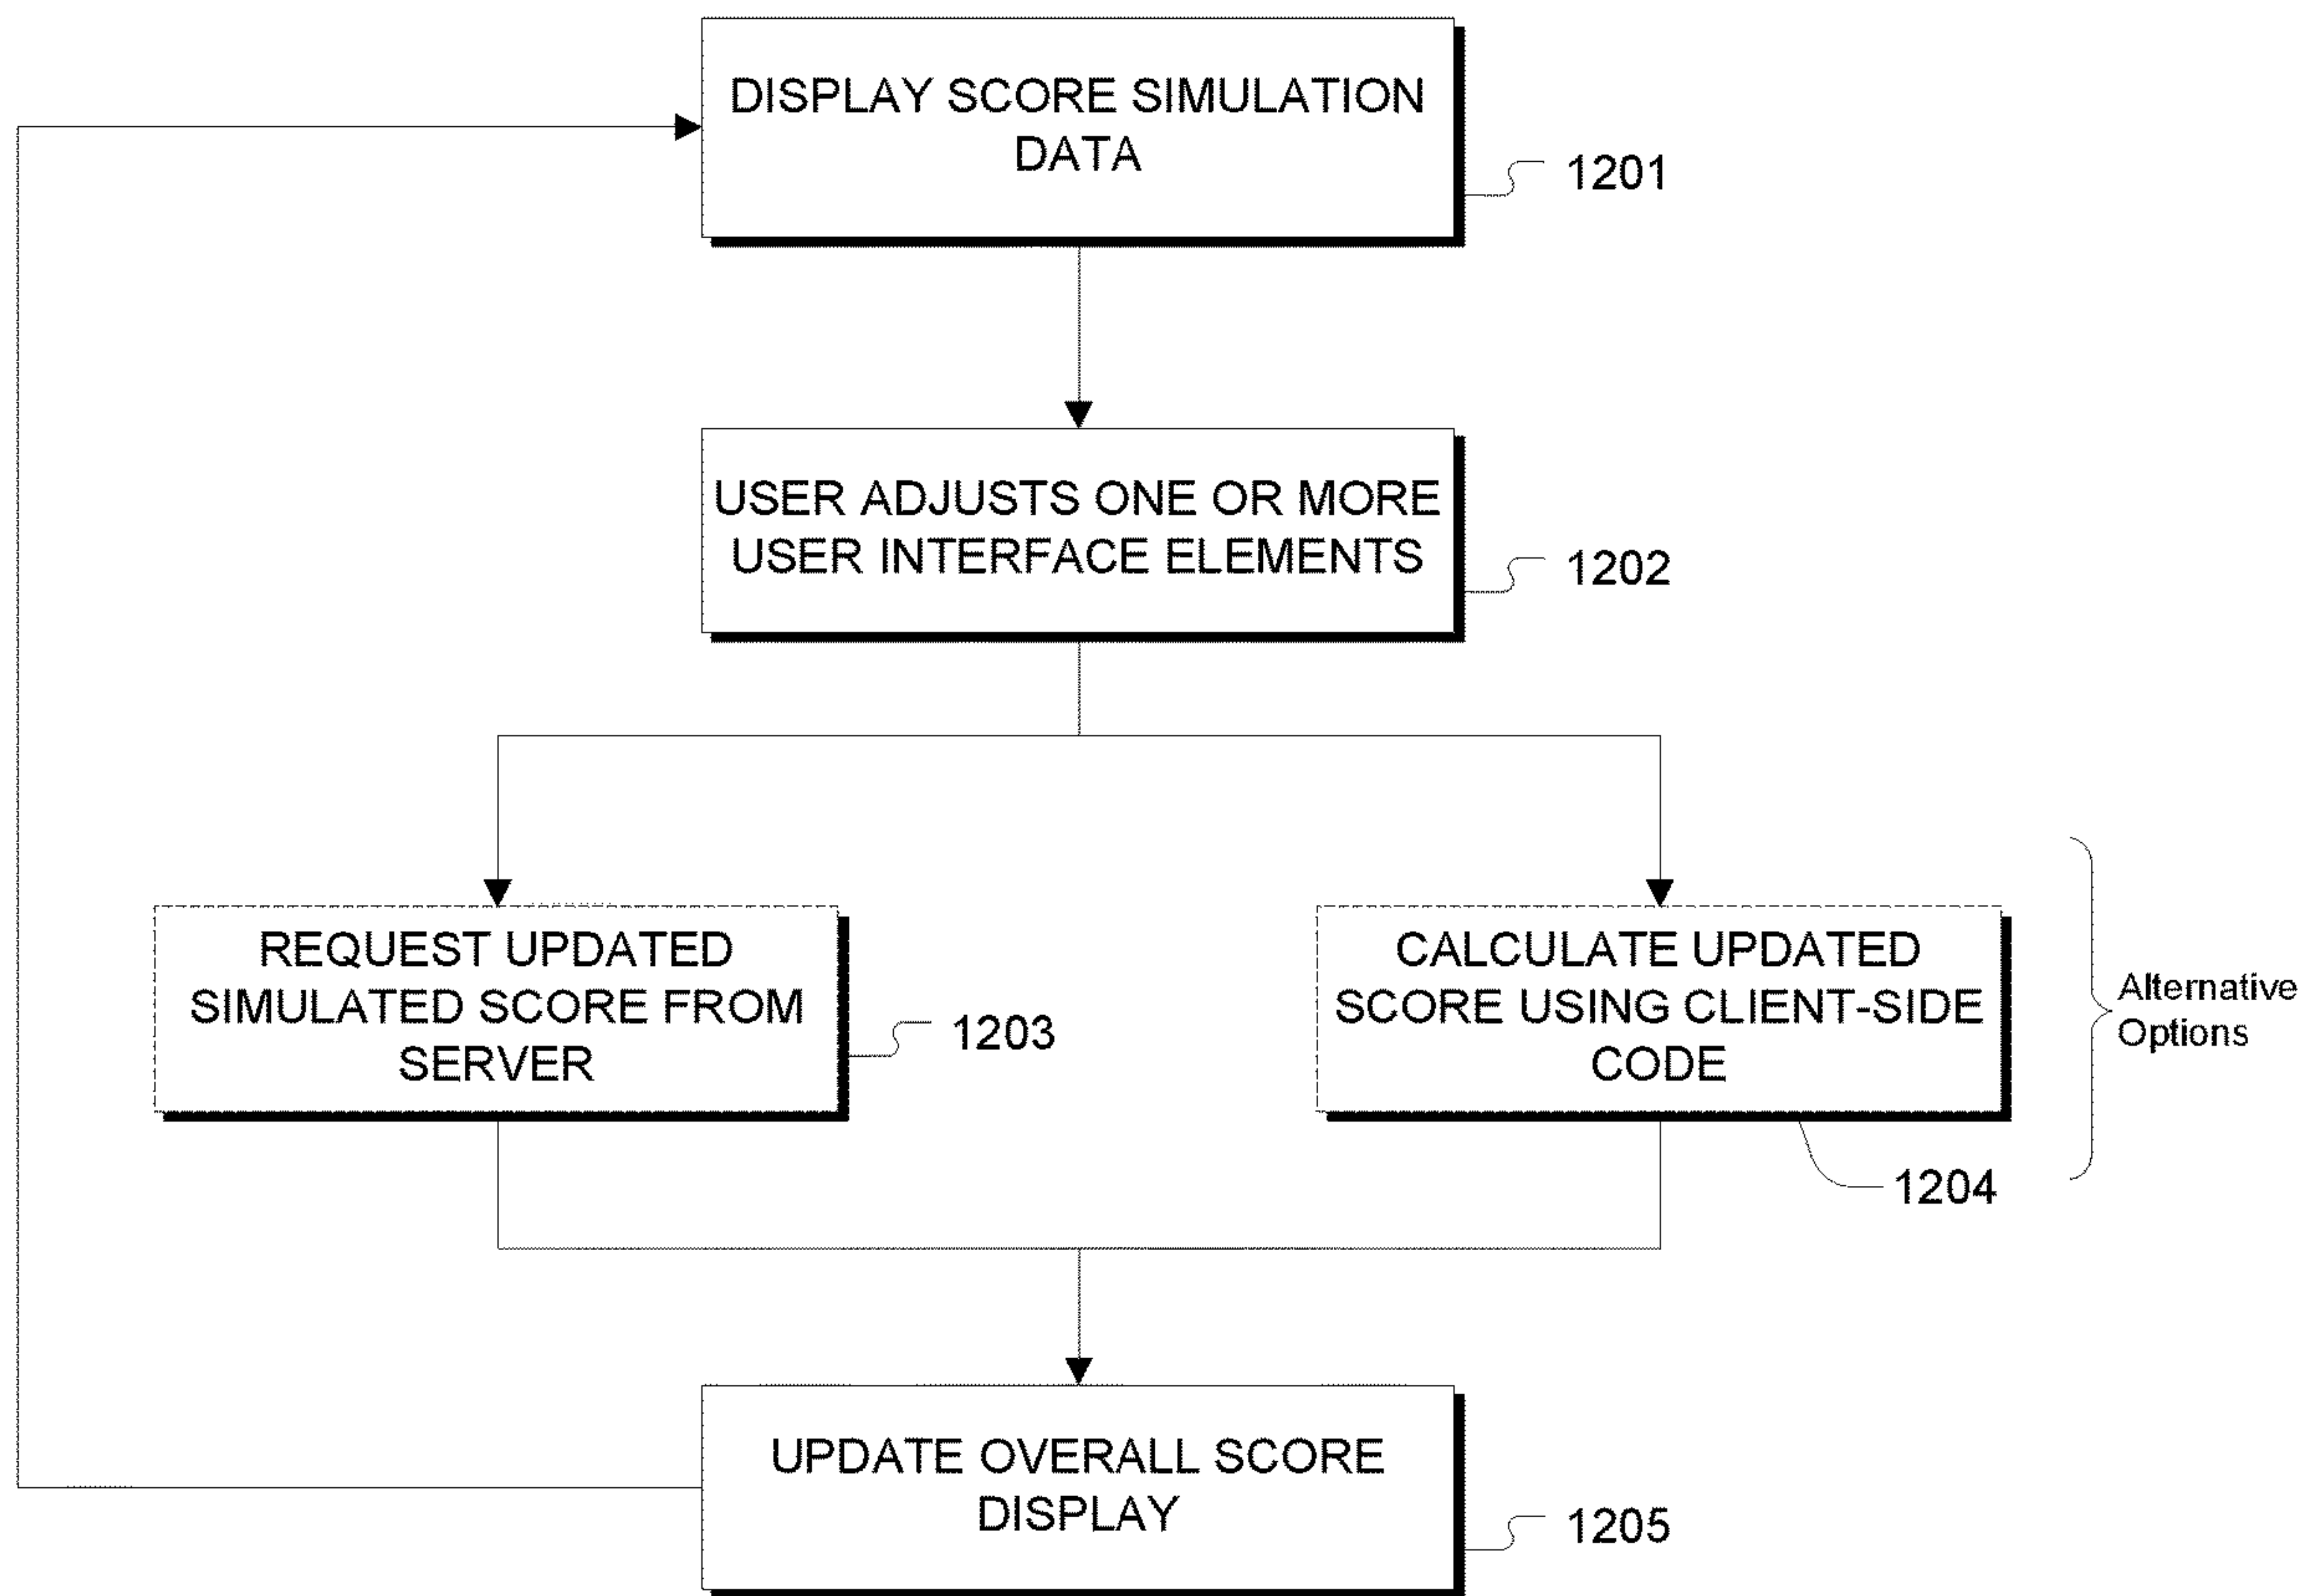 DISPLAY SCORE SIMULATION
DATA
1201
USER ADJUSTS ONE OR MORE
USER INTERFACE ELEMENTS
1202
REQUEST UPDATED
SIMULATED SCORE FROM
SERVER
1203
CALCULATE UPDATED
SCORE USING CLIENT-SIDE
CODE
1204
Alternative
Options
UPDATE OVERALL SCORE
DISPLAY
1205